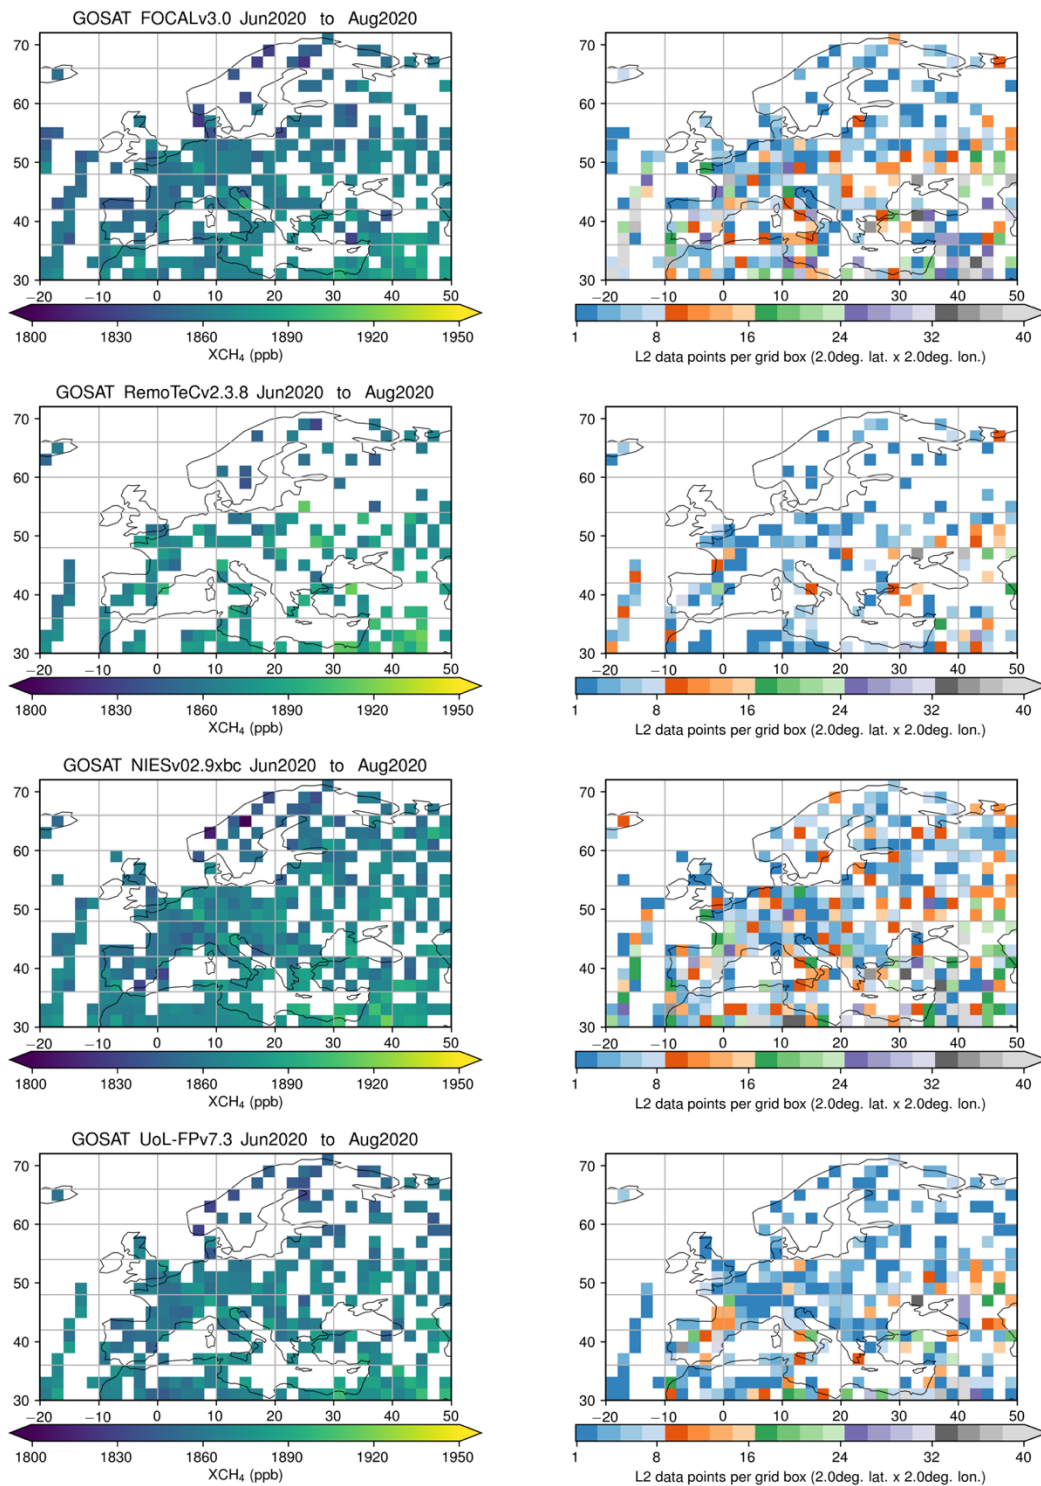 GOSAT FOCALv3.0 Jun2020 to Aug2020
70
60
50
40
30
−20 −10 0 10 20 30 40 50
1800 1830 1860 1890 1920 1950
XCH₄ (ppb)
70
60
50
40
30
−20 −10 0 10 20 30 40 50
1 8 16 24 32 40
L2 data points per grid box (2.0deg. lat. x 2.0deg. lon.)
GOSAT RemoTeCv2.3.8 Jun2020 to Aug2020
70
60
50
40
30
−20 −10 0 10 20 30 40 50
1800 1830 1860 1890 1920 1950
XCH₄ (ppb)
70
60
50
40
30
−20 −10 0 10 20 30 40 50
1 8 16 24 32 40
L2 data points per grid box (2.0deg. lat. x 2.0deg. lon.)
GOSAT NIESv02.9xbc Jun2020 to Aug2020
70
60
50
40
30
−20 −10 0 10 20 30 40 50
1800 1830 1860 1890 1920 1950
XCH₄ (ppb)
70
60
50
40
30
−20 −10 0 10 20 30 40 50
1 8 16 24 32 40
L2 data points per grid box (2.0deg. lat. x 2.0deg. lon.)
GOSAT UoL-FPv7.3 Jun2020 to Aug2020
70
60
50
40
30
−20 −10 0 10 20 30 40 50
1800 1830 1860 1890 1920 1950
XCH₄ (ppb)
70
60
50
40
30
−20 −10 0 10 20 30 40 50
1 8 16 24 32 40
L2 data points per grid box (2.0deg. lat. x 2.0deg. lon.)